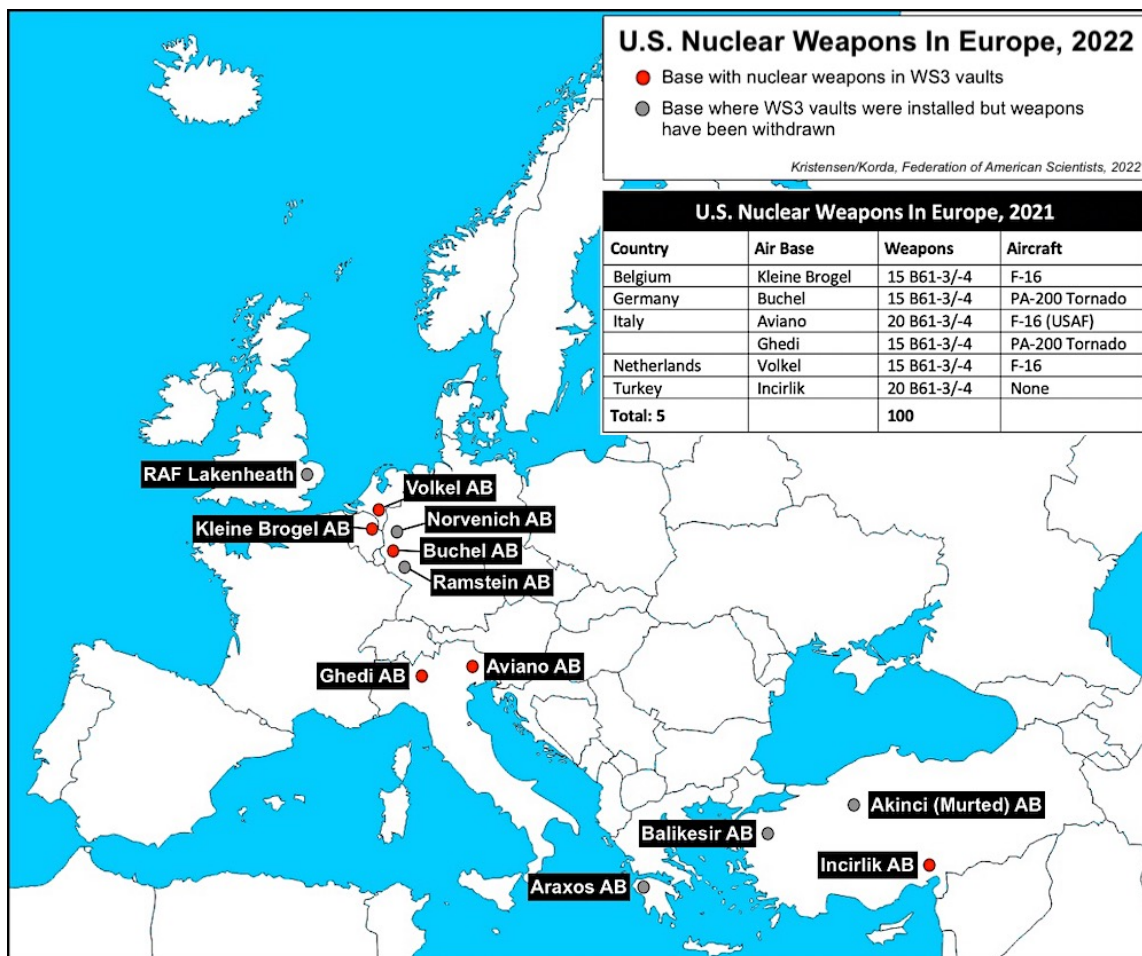 U.S. Nuclear Weapons In Europe, 2022
Base with nuclear weapons in WS3 vaults
Base where WS3 vaults were installed but weapons
have been withdrawn
Kristensen/Korda, Federation of American Scientists, 2022
U.S. Nuclear Weapons In Europe, 2021
Country Air Base Weapons Aircraft
Belgium Kleine Brogel 15 B61-3/-4 F-16
Germany Buchel 15 B61-3/-4 PA-200 Tornado
Italy Aviano 20 B61-3/-4 F-16 (USAF)
Ghedi 15 B61-3/-4 PA-200 Tornado
Netherlands Volkel 15 B61-3/-4 F-16
Turkey Incirlik 20 B61-3/-4 None
Total: 5 100
RAF Lakenheath
Volkel AB
Kleine Brogel AB
Norvenich AB
Buchel AB
Ramstein AB
Ghedi AB
Aviano AB
Akinci (Murted) AB
Balikesir AB
Incirlik AB
Araxos AB